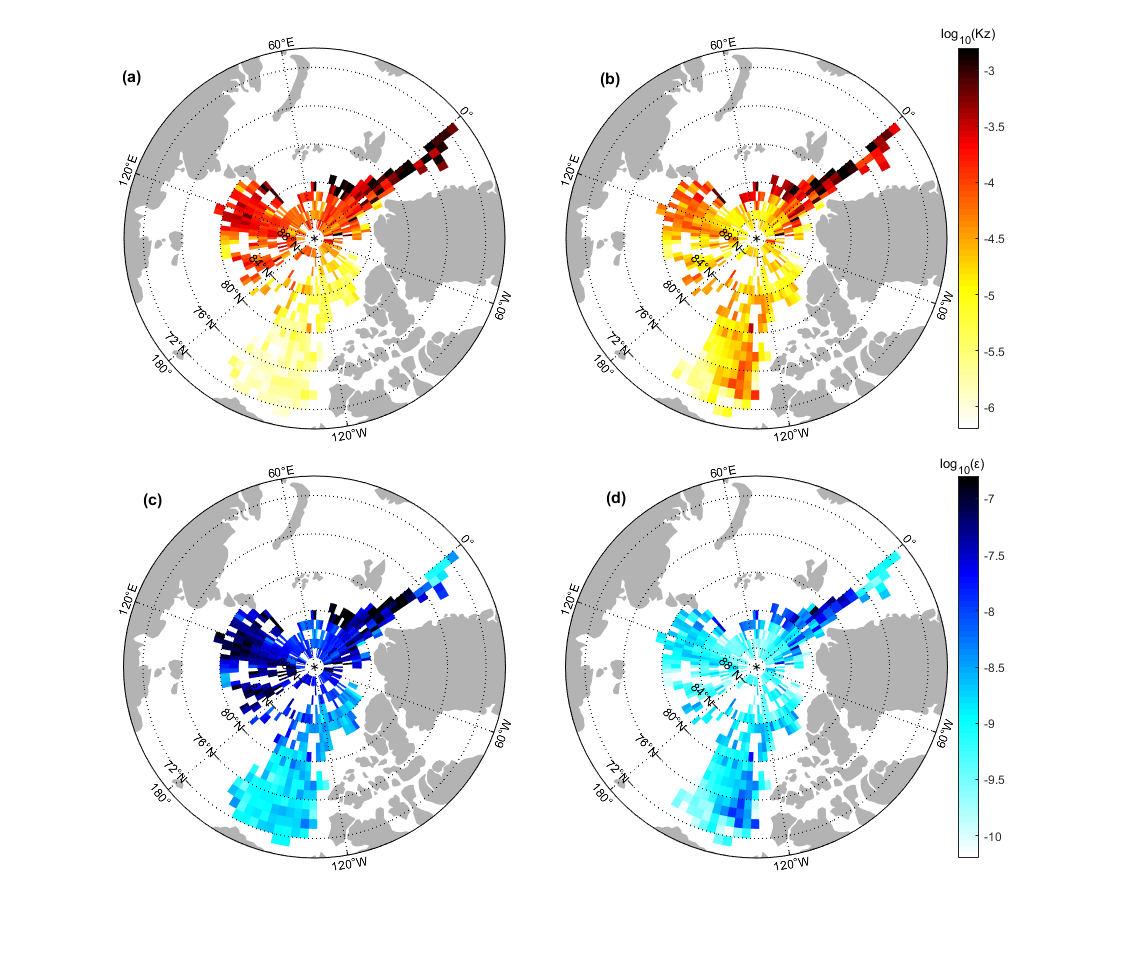 log10(Kz)
(a)
60°E
0°
120°E
88°N
84°N
80°N
76°N
72°N
180°
120°W
60°W
(b)
60°E
0°
120°E
88°N
84°N
80°N
76°N
72°N
180°
120°W
60°W
-3
-3.5
-4
-4.5
-5
-5.5
-6
log10(ε)
(c)
60°E
0°
120°E
80°N
76°N
72°N
180°
120°W
60°W
(d)
60°E
0°
120°E
88°N
84°N
80°N
76°N
72°N
180°
120°W
60°W
-7
-7.5
-8
-8.5
-9
-9.5
-10